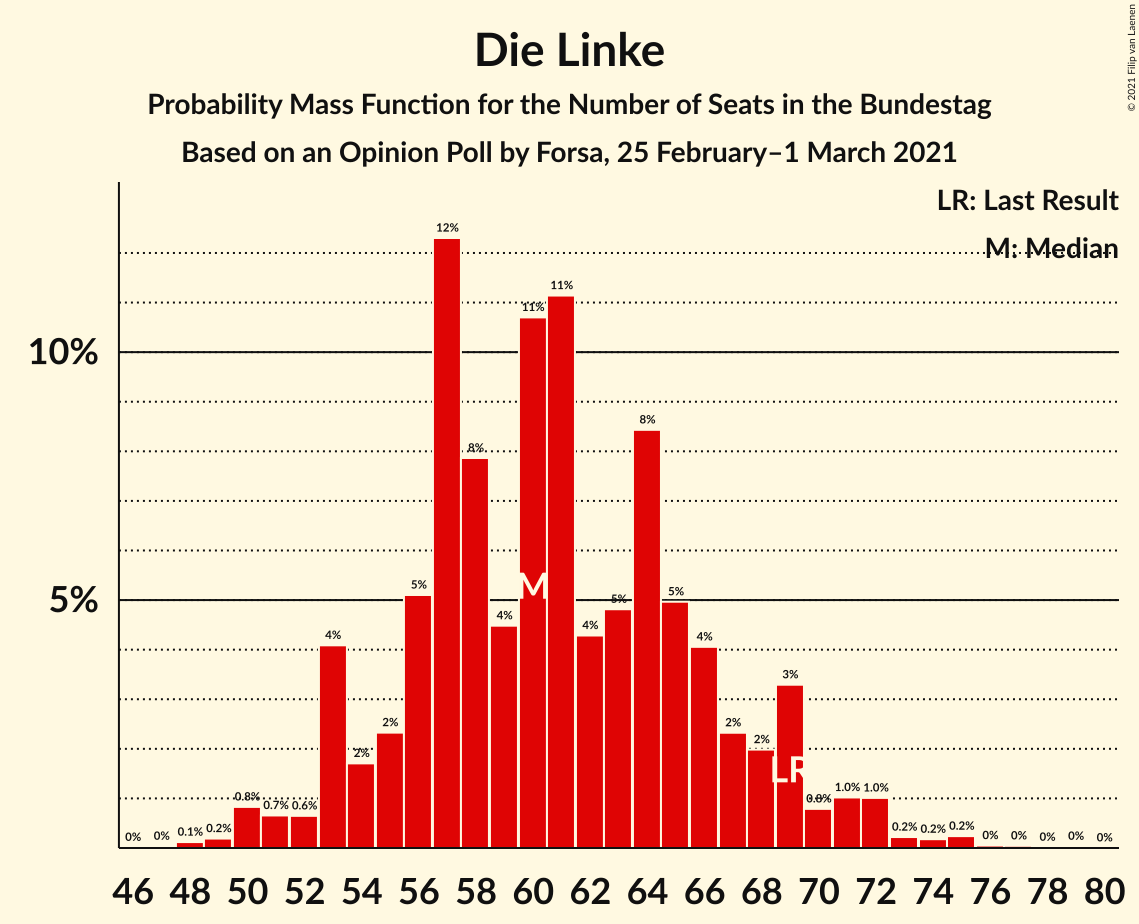 Die Linke
Probability Mass Function for the Number of Seats in the Bundestag
Based on an Opinion Poll by Forsa, 25 February–1 March 2021
© 2021 Filip van Laenen
LR: Last Result
M: Median
10%
5%
0% 0% 0.1% 0.2% 0.8% 0.7% 0.6% 4% 2% 2% 5% 12% 8% 4% 11% 11% 4% 5% 8% 5% 4% 2% 2% 3% 0.8% 1.0% 1.0% 0.2% 0.2% 0.2% 0% 0% 0% 0% 0%
M
LR
46 48 50 52 54 56 58 60 62 64 66 68 70 72 74 76 78 80